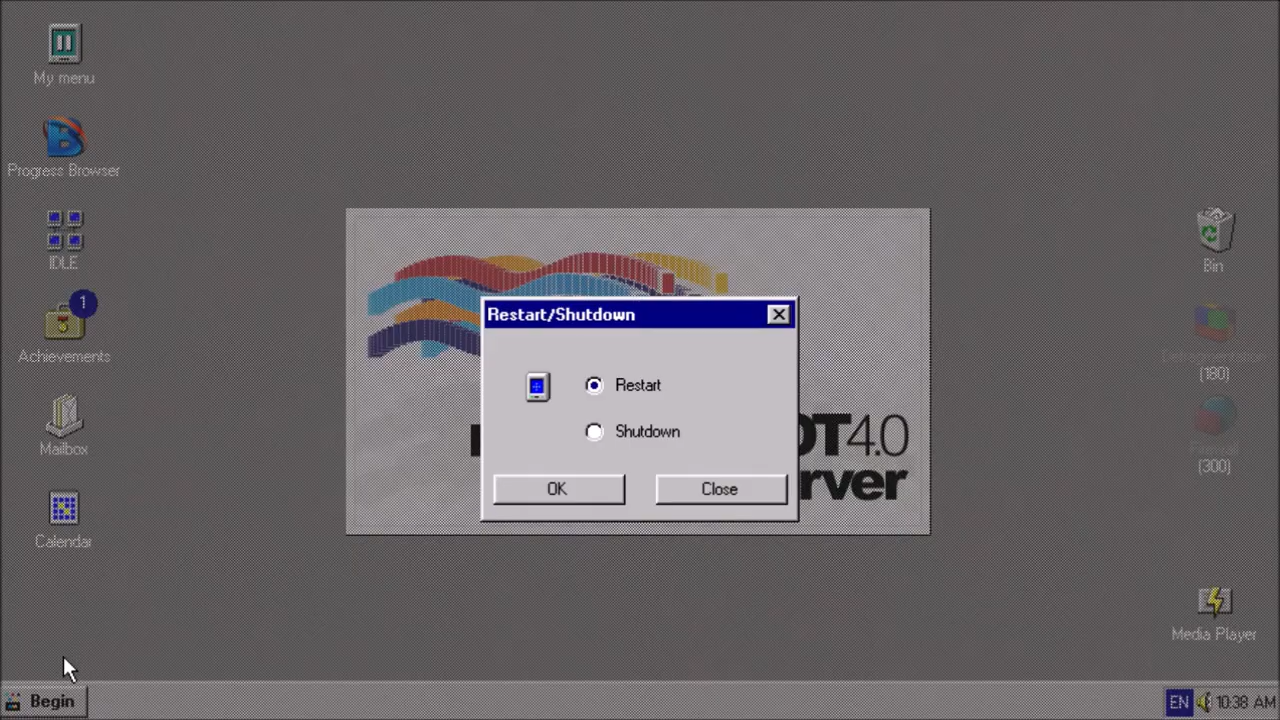 My menu
Progress Browser
IDLE
1
Achievements
Mailbox
Calendar
Restart/Shutdown
Restart
Shutdown
OK
Close
OT4.0
rver
Bin
(180)
(300)
Media Player
Begin
EN
10:38 AM